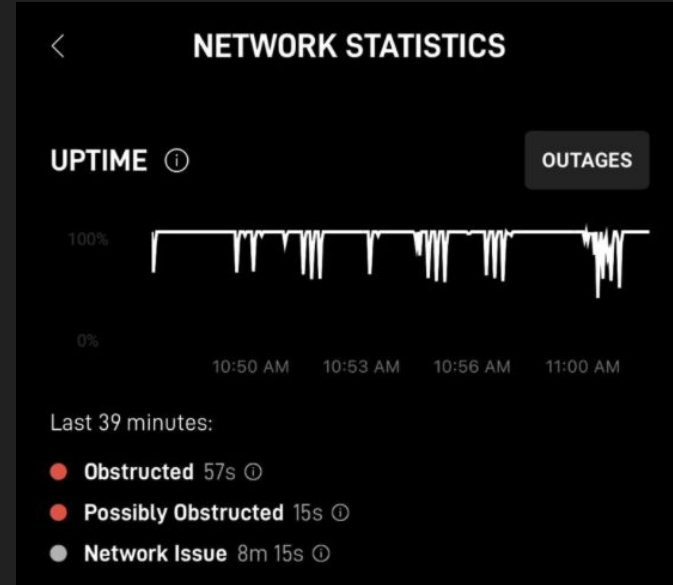 NETWORK STATISTICS
UPTIME
OUTAGES
100%
0%
10:50 AM 10:53 AM 10:56 AM 11:00 AM
Last 39 minutes:
Obstructed 57s
Possibly Obstructed 15s
Network Issue 8m 15s